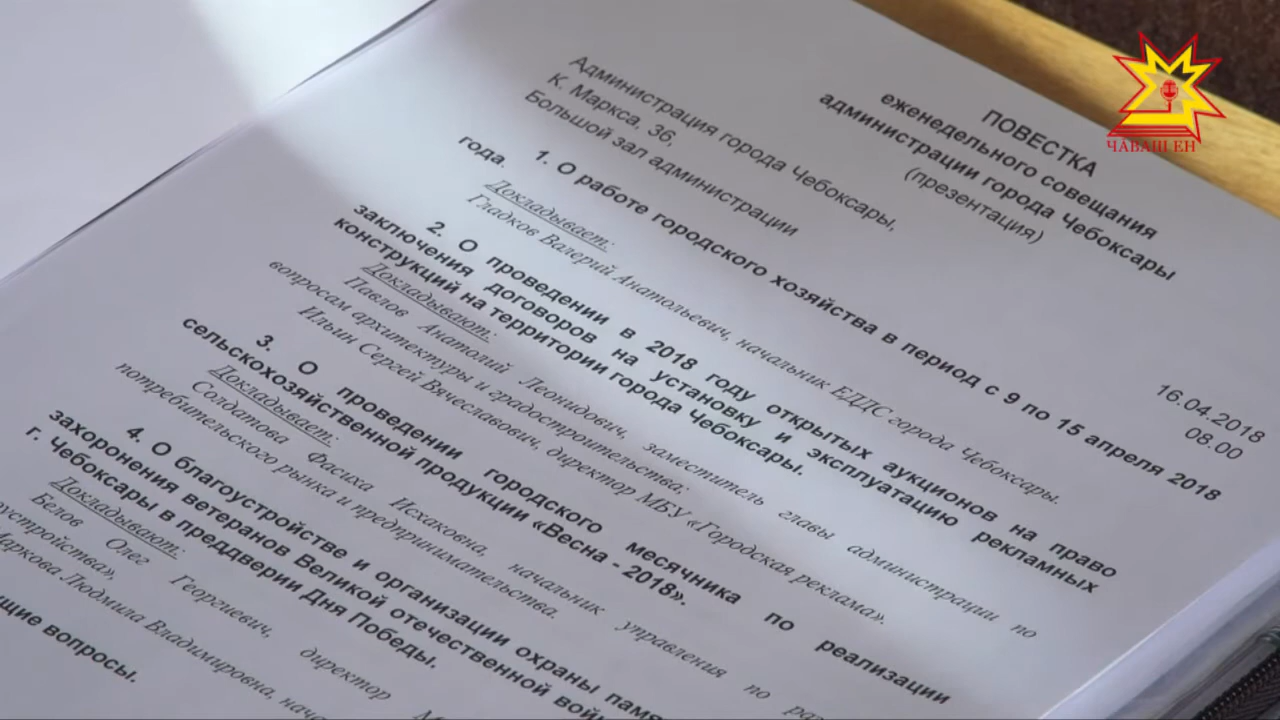 ПОВЕСТКА
еженедельного совещания
администрации города Чебоксары
(презентация)
Администрация города Чебоксары,
К. Маркса, 36,
Большой зал администрации
16.04.2018
08.00
1. О работе городского хозяйства в период с 9 по 15 апреля 2018
года
Докладывает:
Гладков Валерий Анатольевич, начальник ЕДДС города Чебоксары.
2. О проведении в 2018 году открытых аукционов на право
заключения договоров на установку и эксплуатацию рекламных
конструкций на территории города Чебоксары.
Докладывают:
Павлов Анатолий Леонидович, заместитель главы администрации по
вопросам архитектуры и градостроительства;
Ильин Сергей Вячеславович, директор МБУ «Городская реклама».
3. О проведении городского месячника по реализации
сельскохозяйственной продукции «Весна - 2018».
Докладывает:
Солдатова Фасиха Исхаковна, начальник управления по
потребительского рынка и предпринимательства.
4. О благоустройстве и организации охраны
захоронения ветеранов Великой отечественной
г. Чебоксары в преддверии Дня Победы.
Докладывают:
Белов Олег Георгиевич, директор
Маркова Людмила Владимировна,
вопросы.
ЧӐВАШ ЕН